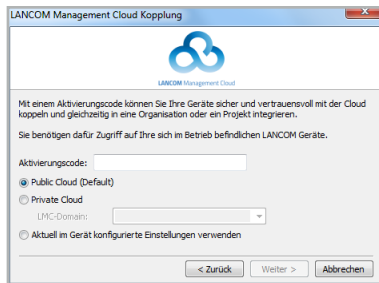 LANCOM Management Cloud Kopplung
LANCOM Management Cloud
Mit einem Aktivierungscode können Sie Ihre Geräte sicher und vertrauensvoll mit der Cloud
koppeln und gleichzeitig in eine Organisation oder ein Projekt integrieren.
Sie benötigen dafür Zugriff auf Ihre sich im Betrieb befindlichen LANCOM Geräte.
Aktivierungscode:
Public Cloud (Default)
Private Cloud
LMC-Domain:
Aktuell im Gerät konfigurierte Einstellungen verwenden
< Zurück Weiter > Abbrechen